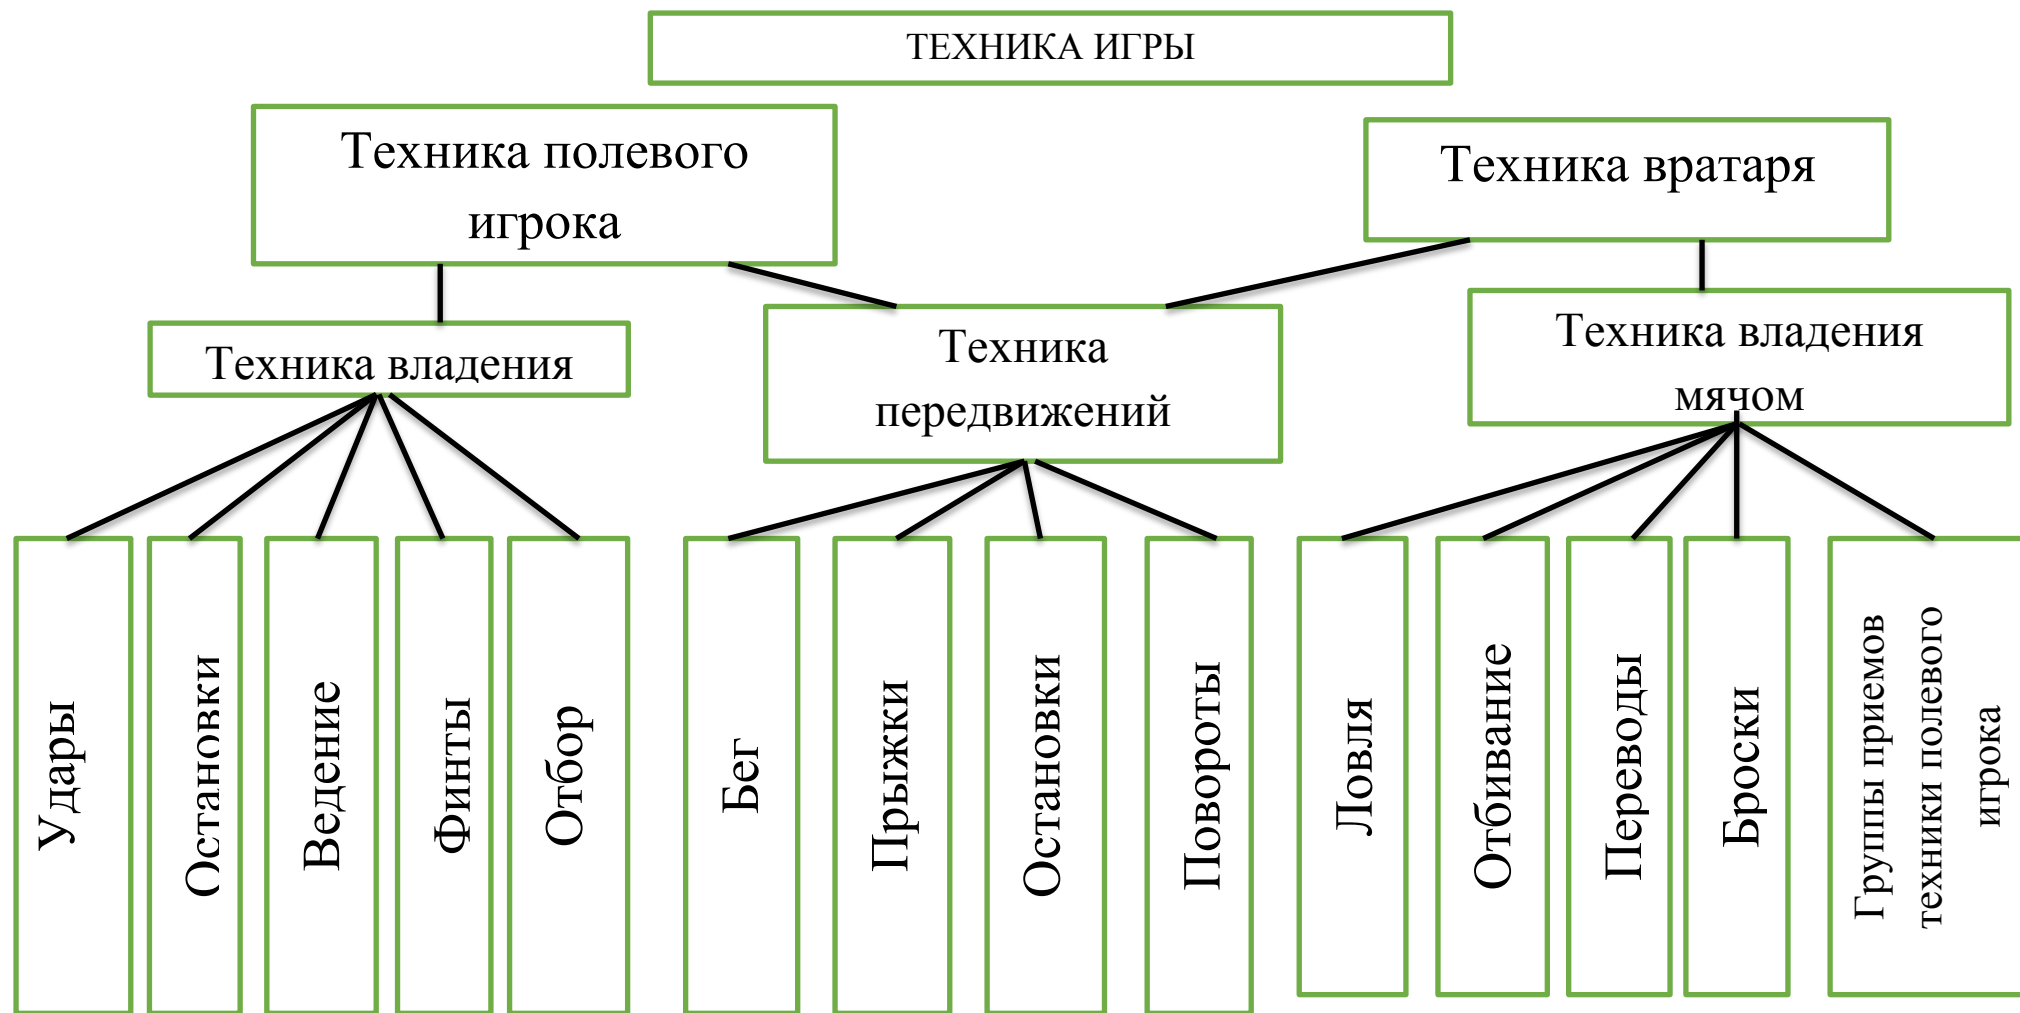 ТЕХНИКА ИГРЫ
Техника полевого
игрока
Техника вратаря
Техника владения
Техника
передвижений
Техника владения
мячом
Удары
Остановки
Ведение
Финты
Отбор
Бег
Прыжки
Остановки
Повороты
Ловля
Отбивание
Переводы
Броски
Группы приемов
техники полевого
игрока